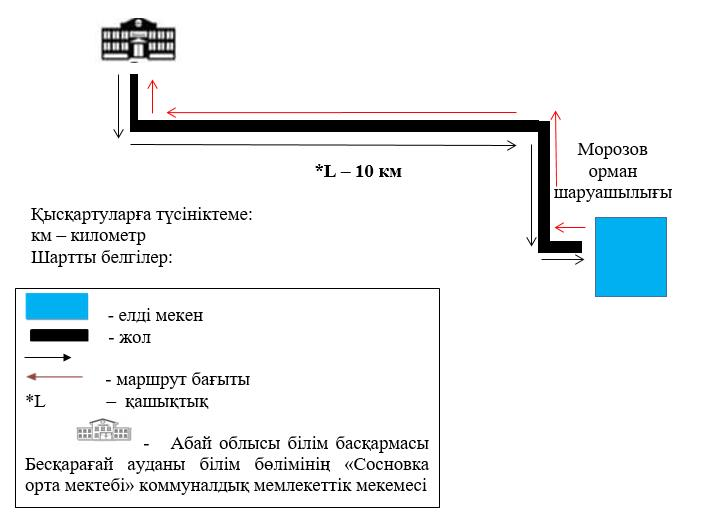 *L – 10 км
Морозов
орман
шаруашылығы
Қысқартуларға түсініктеме:
км – километр
Шартты белгілер:
- елді мекен
- жол
- маршрут бағыты
*L – қашықтық
- Абай облысы білім басқармасы
Бесқарағай ауданы білім бөлімінің «Сосновка
орта мектебі» коммуналдық мемлекеттік мекемесі